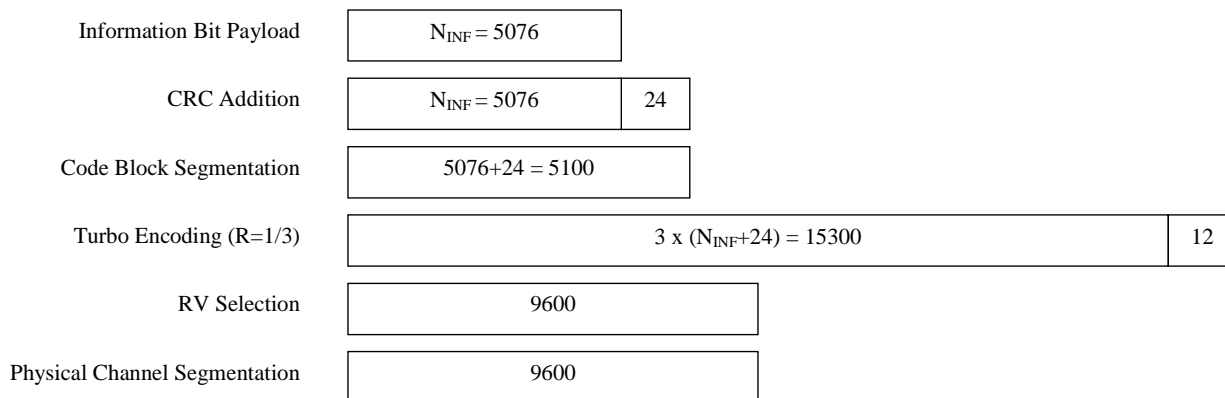 Information Bit Payload N_INF = 5076
CRC Addition N_INF = 5076 24
Code Block Segmentation 5076+24 = 5100
Turbo Encoding (R=1/3) 3 x (N_INF+24) = 15300 12
RV Selection 9600
Physical Channel Segmentation 9600